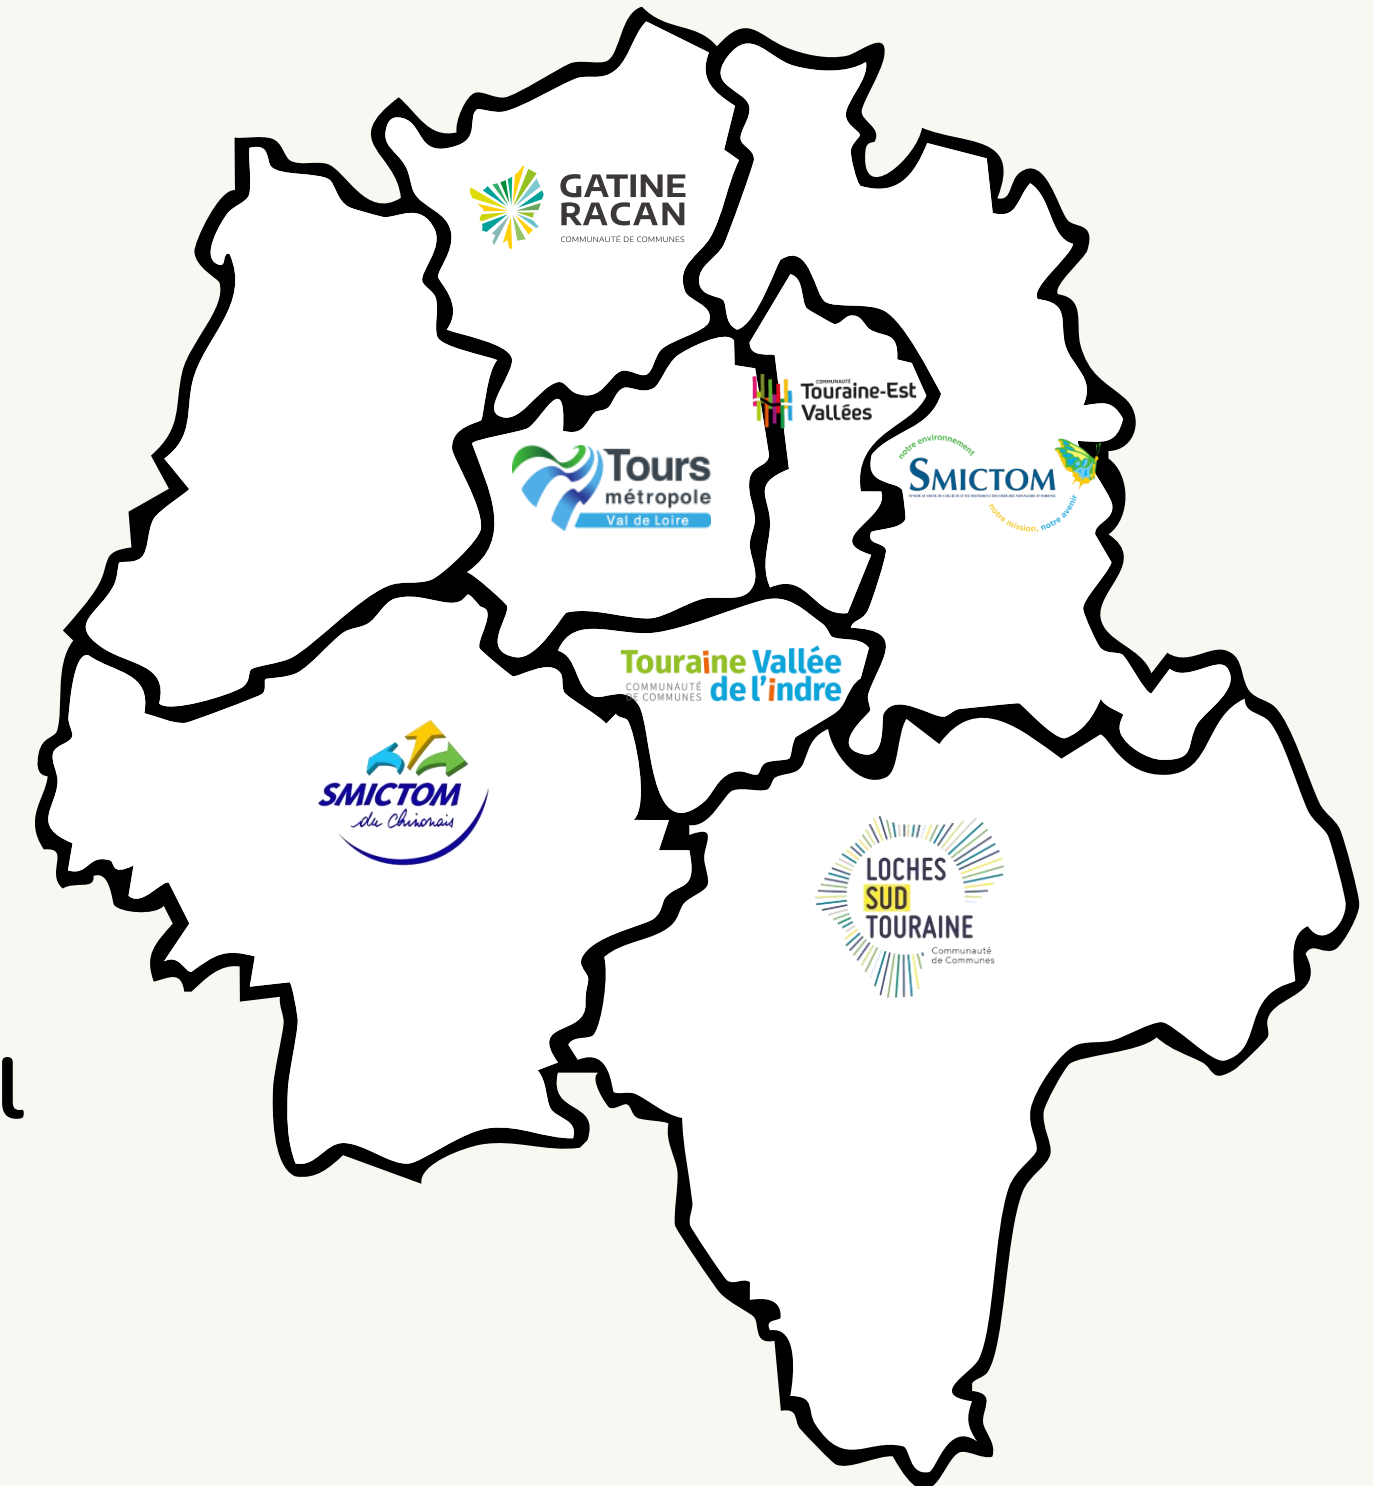 GATINE
RACAN
COMMUNAUTÉ DE COMMUNES
COMMUNAUTÉ
Touraine-Est
Vallées
Tours
métropole
Val de Loire
notre environnement
SMICTOM
notre mission, notre avenir
Touraine Vallée
COMMUNAUTÉ
DE COMMUNES
de l'indre
SMICTOM
du Chinonais
LOCHES
SUD
TOURAINE
Communauté
de Communes
l